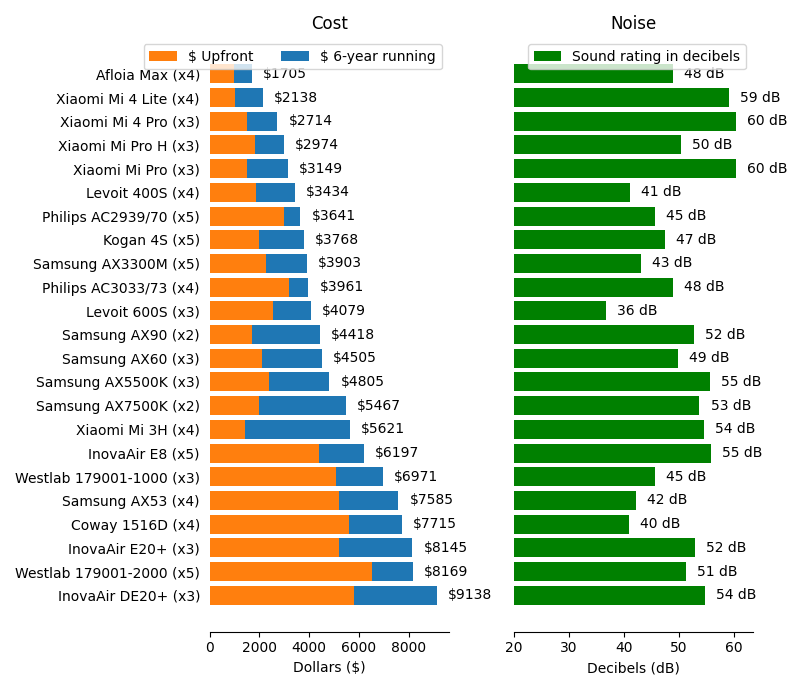 Cost Noise
$ Upfront $ 6-year running Sound rating in decibels
Afloia Max (x4) $1705 48 dB
Xiaomi Mi 4 Lite (x4) $2138 59 dB
Xiaomi Mi 4 Pro (x3) $2714 60 dB
Xiaomi Mi Pro H (x3) $2974 50 dB
Xiaomi Mi Pro (x3) $3149 60 dB
Levoit 400S (x4) $3434 41 dB
Philips AC2939/70 (x5) $3641 45 dB
Kogan 4S (x5) $3768 47 dB
Samsung AX3300M (x5) $3903 43 dB
Philips AC3033/73 (x4) $3961 48 dB
Levoit 600S (x3) $4079 36 dB
Samsung AX90 (x2) $4418 52 dB
Samsung AX60 (x3) $4505 49 dB
Samsung AX5500K (x3) $4805 55 dB
Samsung AX7500K (x2) $5467 53 dB
Xiaomi Mi 3H (x4) $5621 54 dB
InovaAir E8 (x5) $6197 55 dB
Westlab 179001-1000 (x3) $6971 45 dB
Samsung AX53 (x4) $7585 42 dB
Coway 1516D (x4) $7715 40 dB
InovaAir E20+ (x3) $8145 52 dB
Westlab 179001-2000 (x5) $8169 51 dB
InovaAir DE20+ (x3) $9138 54 dB
0 2000 4000 6000 8000 20 30 40 50 60
Dollars ($) Decibels (dB)